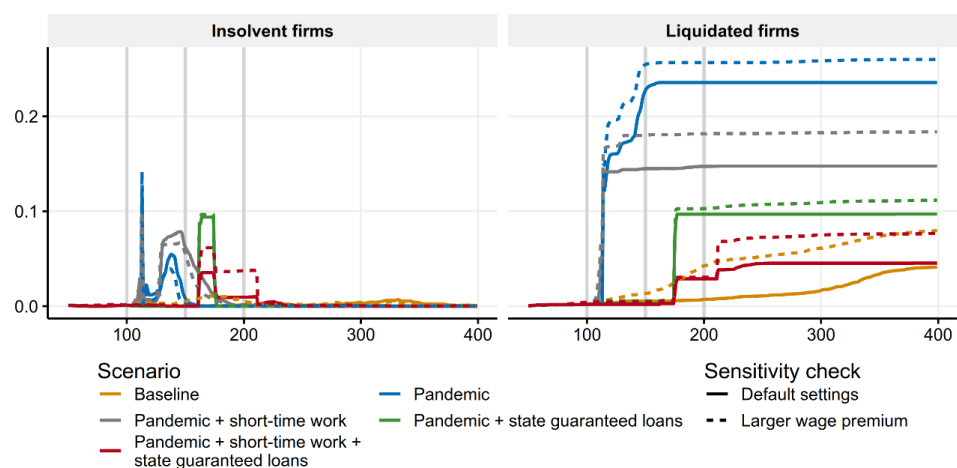 Insolvent firms Liquidated firms
0.2
0.1
0.0
100 200 300 400 100 200 300 400
Scenario Sensitivity check
Baseline Pandemic Default settings
Pandemic + short-time work Pandemic + state guaranteed loans Larger wage premium
Pandemic + short-time work +
state guaranteed loans